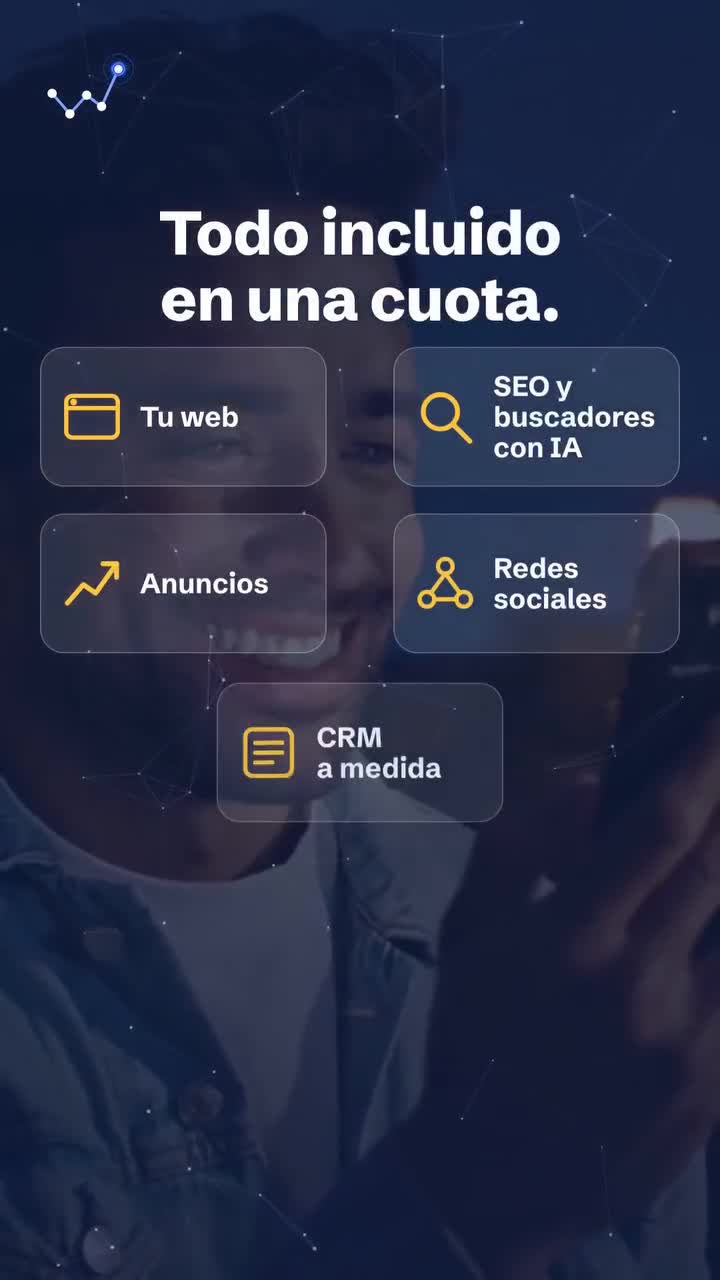 Todo incluido
en una cuota.
Tu web
SEO y
buscadores
con IA
Anuncios
Redes
sociales
CRM
a medida